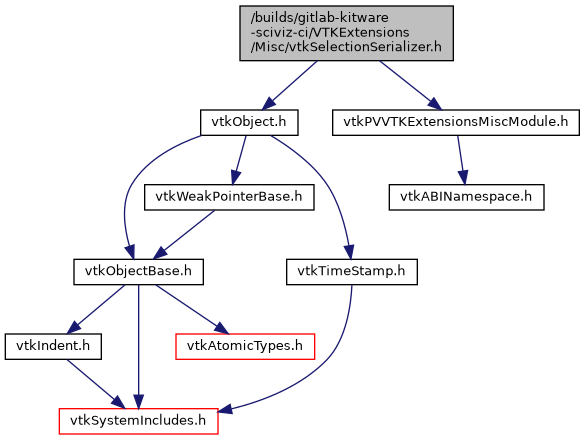 /builds/gitlab-kitware
-sciviz-ci/VTKExtensions
/Misc/vtkSelectionSerializer.h
vtkObject.h
vtkPVVTKExtensionsMiscModule.h
vtkWeakPointerBase.h
vtkABINamespace.h
vtkObjectBase.h
vtkTimeStamp.h
vtkIndent.h
vtkAtomicTypes.h
vtkSystemIncludes.h